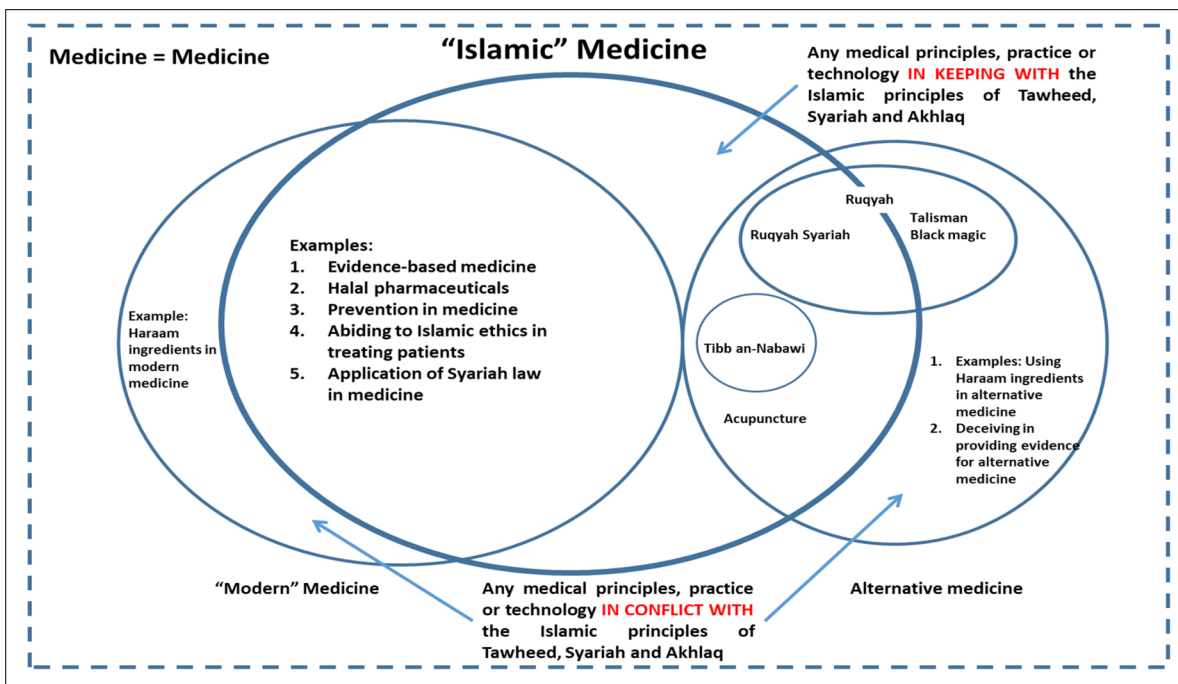 “Islamic” Medicine
Medicine = Medicine
Any medical principles, practice or
technology IN KEEPING WITH the
Islamic principles of Tawheed,
Syariah and Akhlaq
Ruqyah
Ruqyah Syariah
Talisman
Black magic
Examples:
1. Evidence-based medicine
2. Halal pharmaceuticals
3. Prevention in medicine
4. Abiding to Islamic ethics in
treating patients
5. Application of Syariah law
in medicine
Example:
Haraam
ingredients in
modern
medicine
Tibb an-Nabawi
Acupuncture
1. Examples: Using
Haraam ingredients
in alternative
medicine
2. Deceiving in
providing evidence
for alternative
medicine
“Modern” Medicine
Any medical principles, practice
or technology IN CONFLICT WITH
the Islamic principles of
Tawheed, Syariah and Akhlaq
Alternative medicine